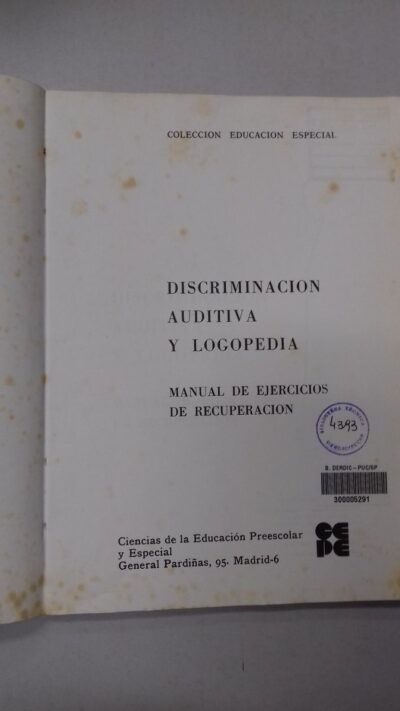 COLECCION EDUCACION ESPECIAL
DISCRIMINACION
AUDITIVA
Y LOGOPEDIA
MANUAL DE EJERCICIOS
DE RECUPERACION
4393
B. DERDIC - PUC/SP
300005291
Ciencias de la Educación Preescolar
y Especial
General Pardiñas, 95. Madrid-6
CEPE